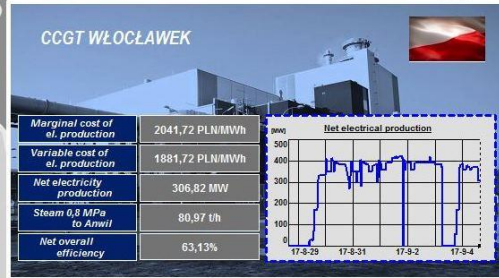 CCGT WŁOCŁAWEK
Marginal cost of
el. production
2041,72 PLN/MWh
Variable cost of
el. production
1881,72 PLN/MWh
Net electricity
production
306,82 MW
Steam 0,8 MPa
to Anwil
80,97 t/h
Net overall
efficiency
63,13%
Net electrical production
[MW]
500
400
300
200
100
0
17-8-29 17-8-31 17-9-2 17-9-4